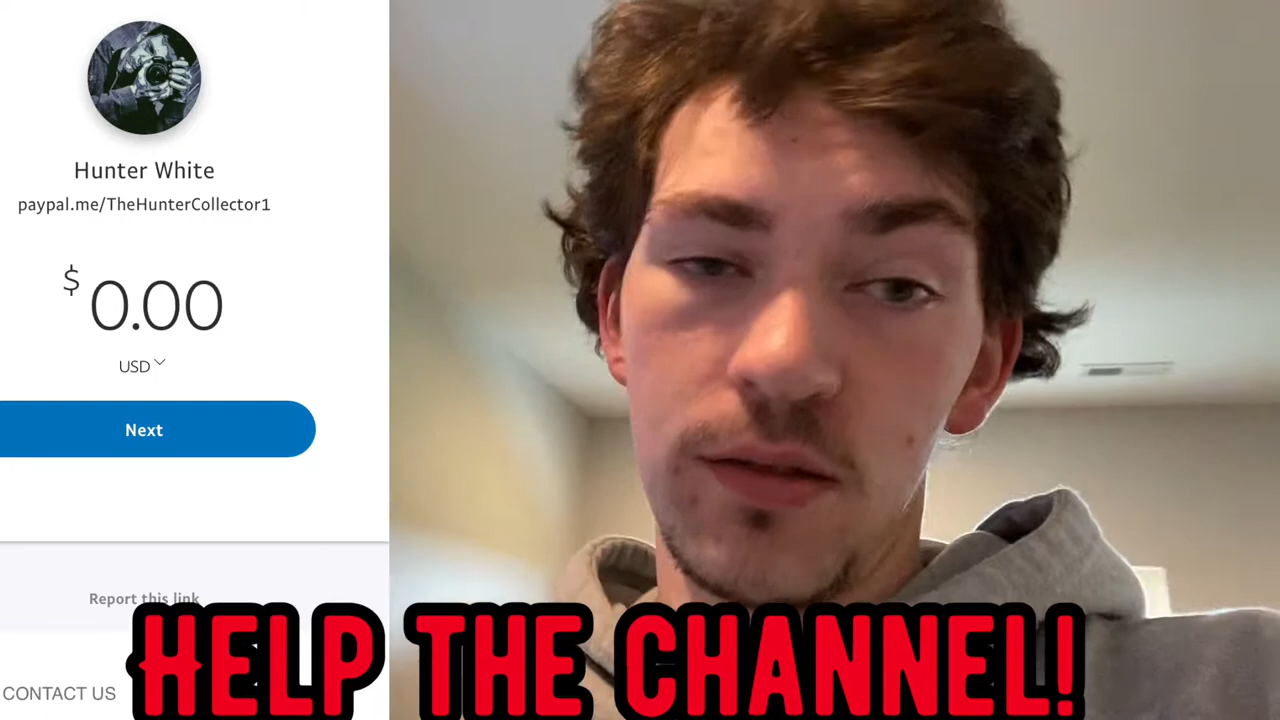 Hunter White
paypal.me/TheHunterCollector1
$ 0.00
USD
Next
Report this link
CONTACT US
HELP THE CHANNEL!